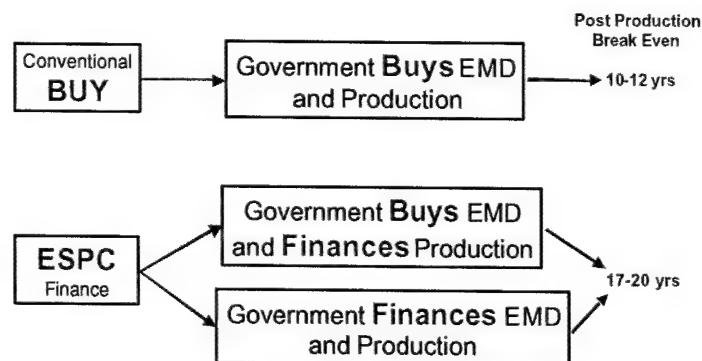 Post Production
Break Even
Conventional
BUY
Government Buys EMD
and Production
10-12 yrs
ESPC
Finance
Government Buys EMD
and Finances Production
17-20 yrs
Government Finances EMD
and Production